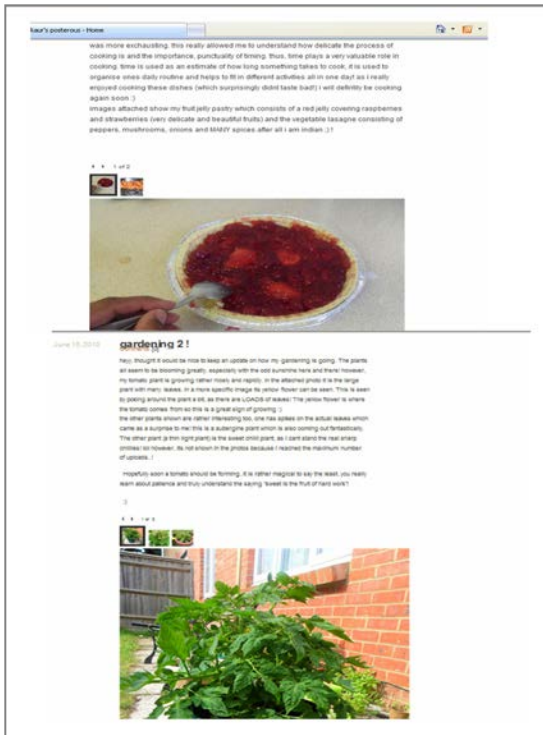 kaur's posterous - Home
was more exchausting. this really allowed me to understand how delicate the process of
cooking is and the importance, punctuality of timing. thus, time plays a very valuable role in
cooking. time is used as an estimate of how long something takes to cook, it is used to
organise ones daily routine and helps to fit in different activities all in one day! as i really
enjoyed cooking these dishes (which surprisingly didnt taste bad!) i will definitly be cooking
again soon :)
images attached show my fruit jelly pastry which consists of a red jelly covering raspberries
and strawberries (very delicate and beautiful fruits) and the vegetable lasagne consisting of
peppers, mushrooms, onions and MANY spices after all i am indian ;) !
1 of 2
June 15, 2010
gardening 2 !
heyy, thought it would be nice to keep an update on how my gardening is going. The plants
all seem to be blooming greatly, especially with the odd sunshine here and there! however,
my tomato plant is growing rather nicely and rapidly. in the attached photo it is the large
plant with many leaves. in a more specific image its yellow flower can be seen. This is seen
by poking around the plant a bit, as there are LOADS of leaves! The yellow flower is where
the tomato comes from so this is a great sign of growing :)
the other plants shown are rather interesting too, one has spikes on the actual leaves which
came as a surprise to me! this is a aubergine plant which is also coming out fantastically.
The other plant (a thin light plant) is the sweet chilli plant, as i cant stand the real sharp
chillies! so however, its not shown in the photos because i reached the maximum number
of uploads..!
Hopefully soon a tomato should be forming, it is rather magical to say the least, you really
learn about patience and truly understand the saying 'sweet is the fruit of hard work'!
:)
1 of 3